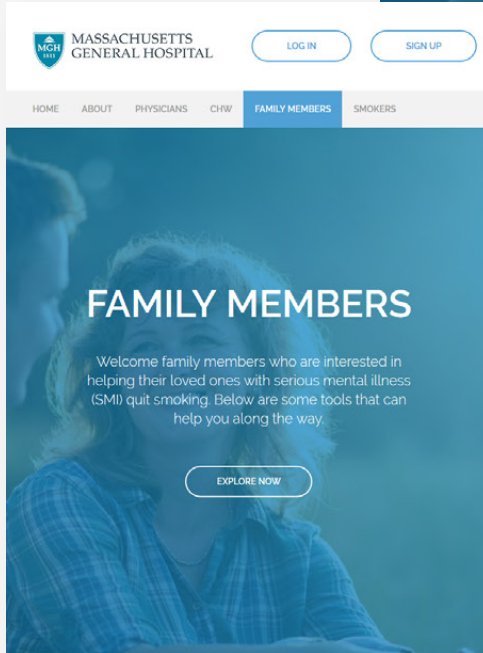 MGH
1811
MASSACHUSETTS
GENERAL HOSPITAL
LOG IN
SIGN UP
HOME ABOUT PHYSICIANS CHW FAMILY MEMBERS SMOKERS
FAMILY MEMBERS
Welcome family members who are interested in
helping their loved ones with serious mental illness
(SMI) quit smoking. Below are some tools that can
help you along the way.
EXPLORE NOW